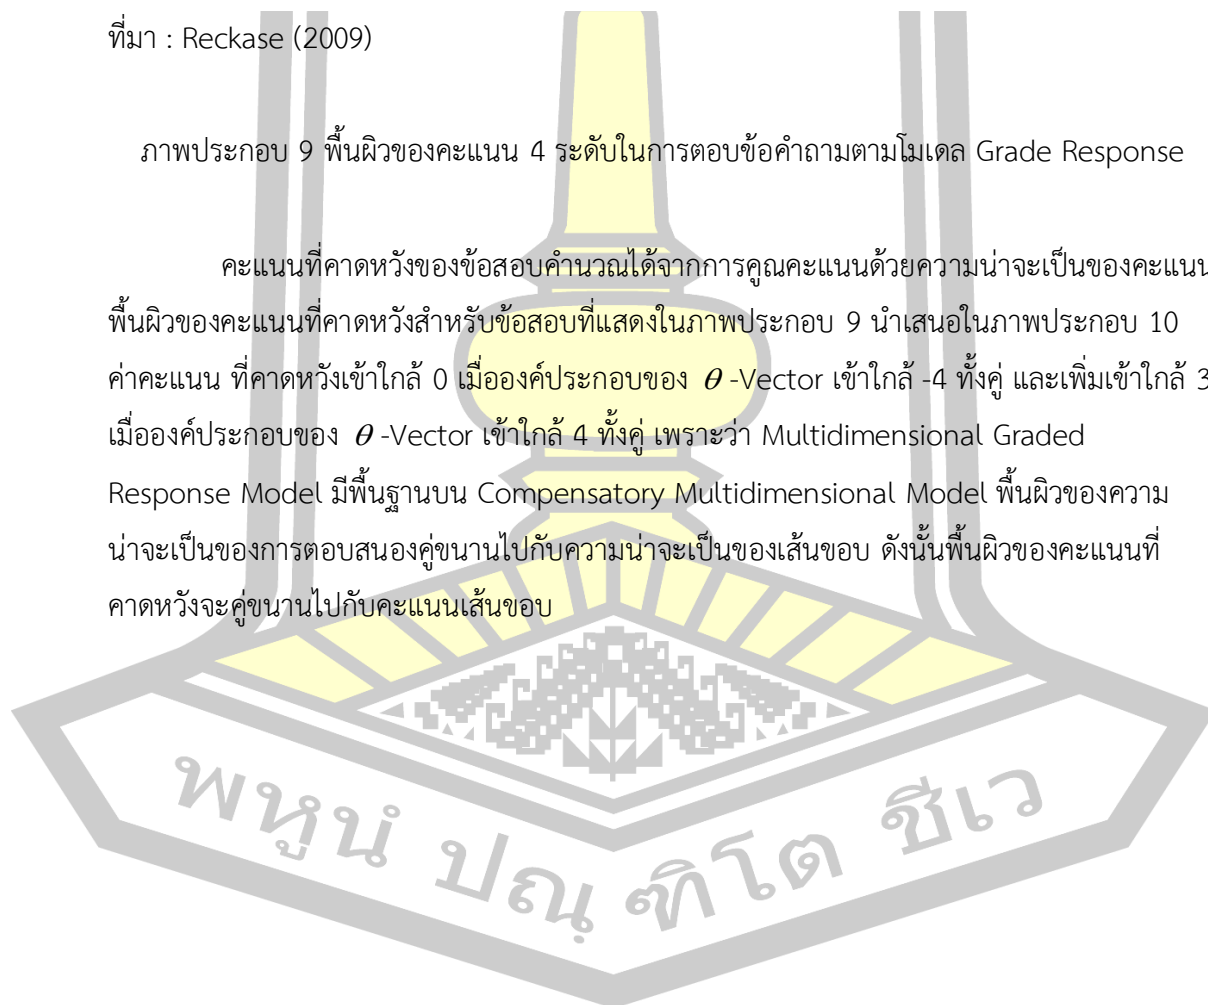 ที่มา : Reckase (2009)
ภาพประกอบ 9 พื้นผิวของคะแนน 4 ระดับในการตอบข้อคำถามตามโมเดล Grade Response
คะแนนที่คาดหวังของข้อสอบคำนวณได้จากการคูณคะแนนด้วยความน่าจะเป็นของคะแนน
พื้นผิวของคะแนนที่คาดหวังสำหรับข้อสอบที่แสดงในภาพประกอบ 9 นำเสนอในภาพประกอบ 10
ค่าคะแนน ที่คาดหวังเข้าใกล้ 0 เมื่อองค์ประกอบของ θ -Vector เข้าใกล้ -4 ทั้งคู่ และเพิ่มเข้าใกล้ 3
เมื่อองค์ประกอบของ θ -Vector เข้าใกล้ 4 ทั้งคู่ เพราะว่า Multidimensional Graded
Response Model มีพื้นฐานบน Compensatory Multidimensional Model พื้นผิวของความ
น่าจะเป็นของการตอบสนองคู่ขนานไปกับความน่าจะเป็นของเส้นขอบ ดังนั้นพื้นผิวของคะแนนที่
คาดหวังจะคู่ขนานไปกับคะแนนเส้นขอบ
พหูนํ ปณฺฑิโต ชีเว